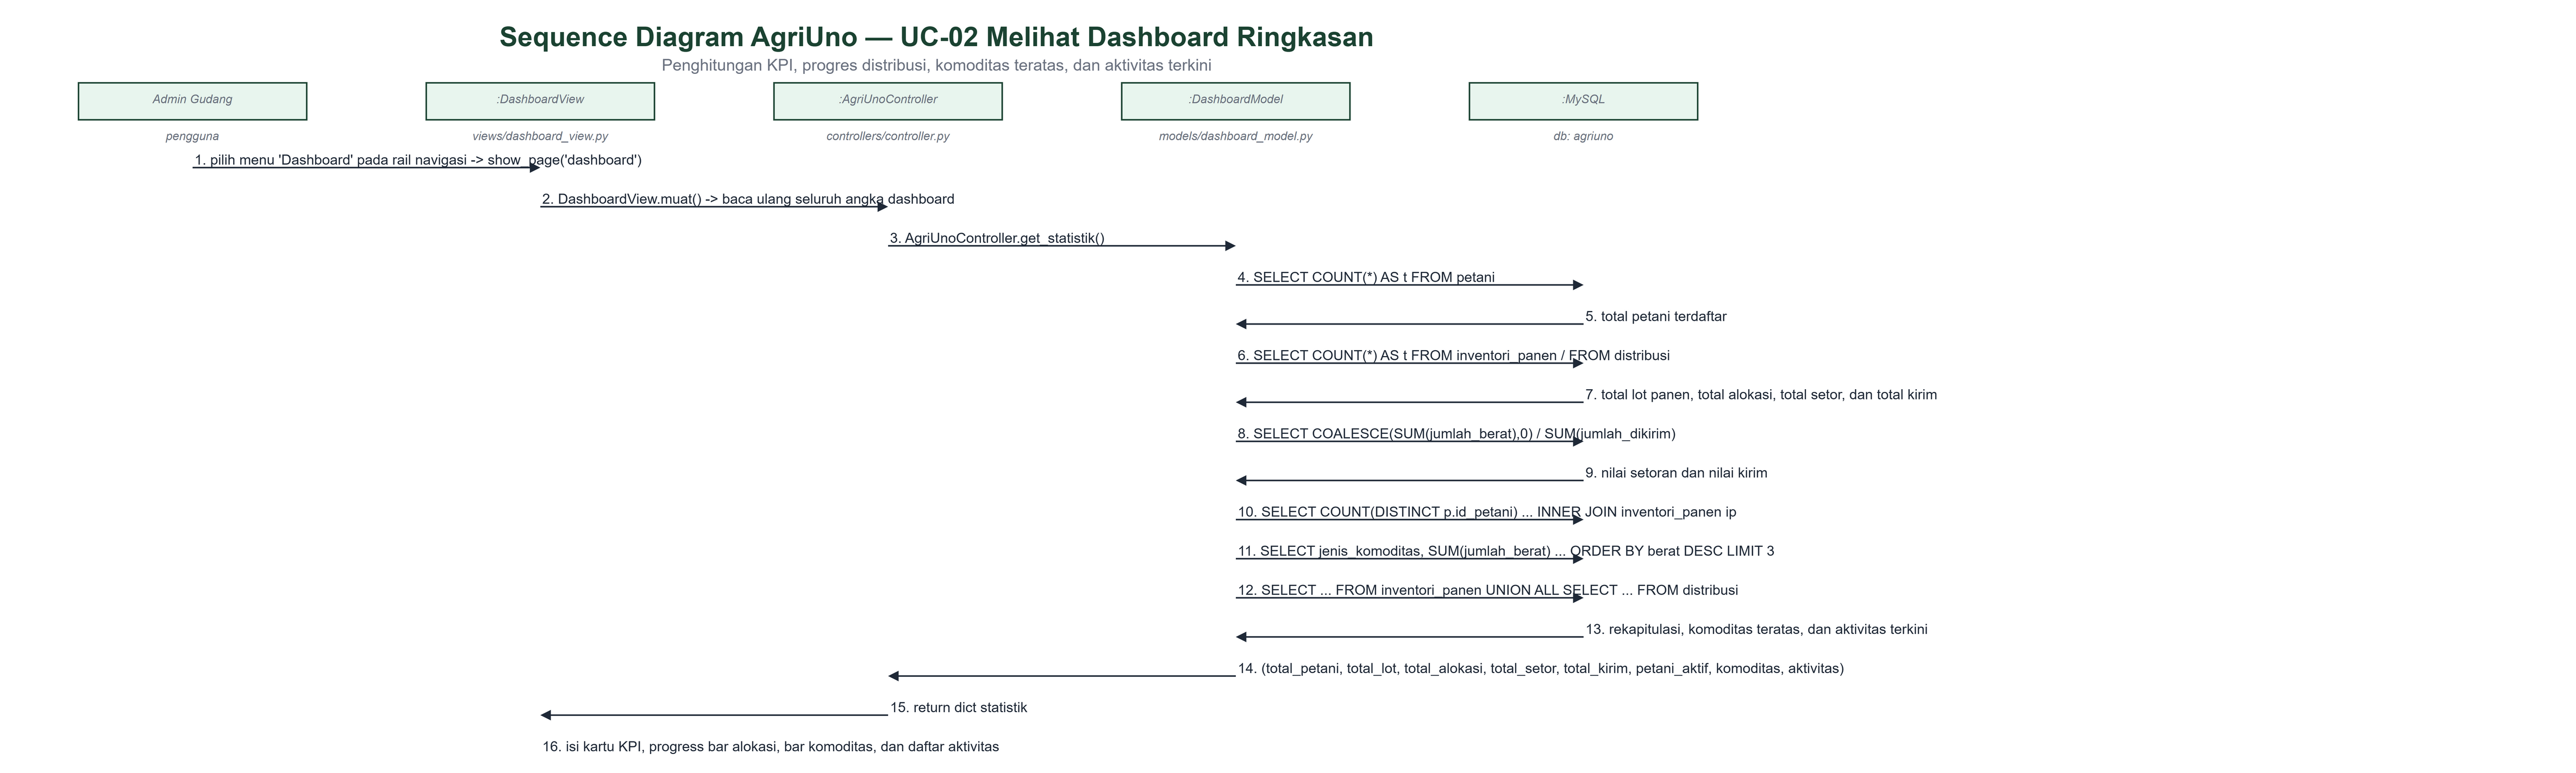 Sequence Diagram AgriUno — UC-02 Melihat Dashboard Ringkasan
Penghitungan KPI, progres distribusi, komoditas teratas, dan aktivitas terkini
Admin Gudang
:DashboardView
:AgriUnoController
:DashboardModel
:MySQL
pengguna
views/dashboard_view.py
controllers/controller.py
models/dashboard_model.py
db: agriuno
1. pilih menu 'Dashboard' pada rail navigasi -> show_page('dashboard')
2. DashboardView.muat() -> baca ulang seluruh angka dashboard
3. AgriUnoController.get_statistik()
4. SELECT COUNT(*) AS t FROM petani
5. total petani terdaftar
6. SELECT COUNT(*) AS t FROM inventori_panen / FROM distribusi
7. total lot panen, total alokasi, total setor, dan total kirim
8. SELECT COALESCE(SUM(jumlah_berat),0) / SUM(jumlah_dikirim)
9. nilai setoran dan nilai kirim
10. SELECT COUNT(DISTINCT p.id_petani) ... INNER JOIN inventori_panen ip
11. SELECT jenis_komoditas, SUM(jumlah_berat) ... ORDER BY berat DESC LIMIT 3
12. SELECT ... FROM inventori_panen UNION ALL SELECT ... FROM distribusi
13. rekapitulasi, komoditas teratas, dan aktivitas terkini
14. (total_petani, total_lot, total_alokasi, total_setor, total_kirim, petani_aktif, komoditas, aktivitas)
15. return dict statistik
16. isi kartu KPI, progress bar alokasi, bar komoditas, dan daftar aktivitas